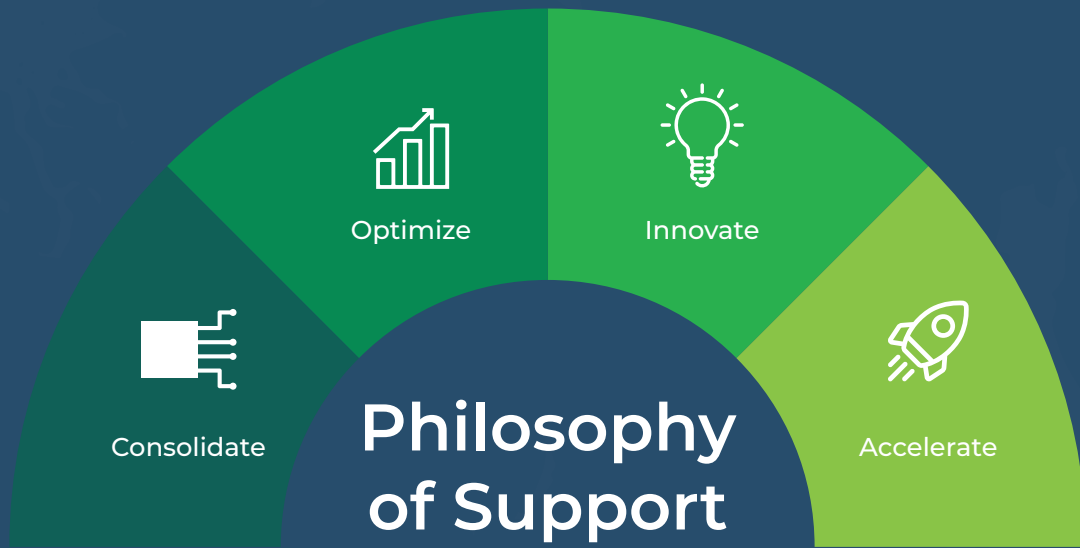 Optimize
Innovate
Consolidate
Accelerate
Philosophy
of Support